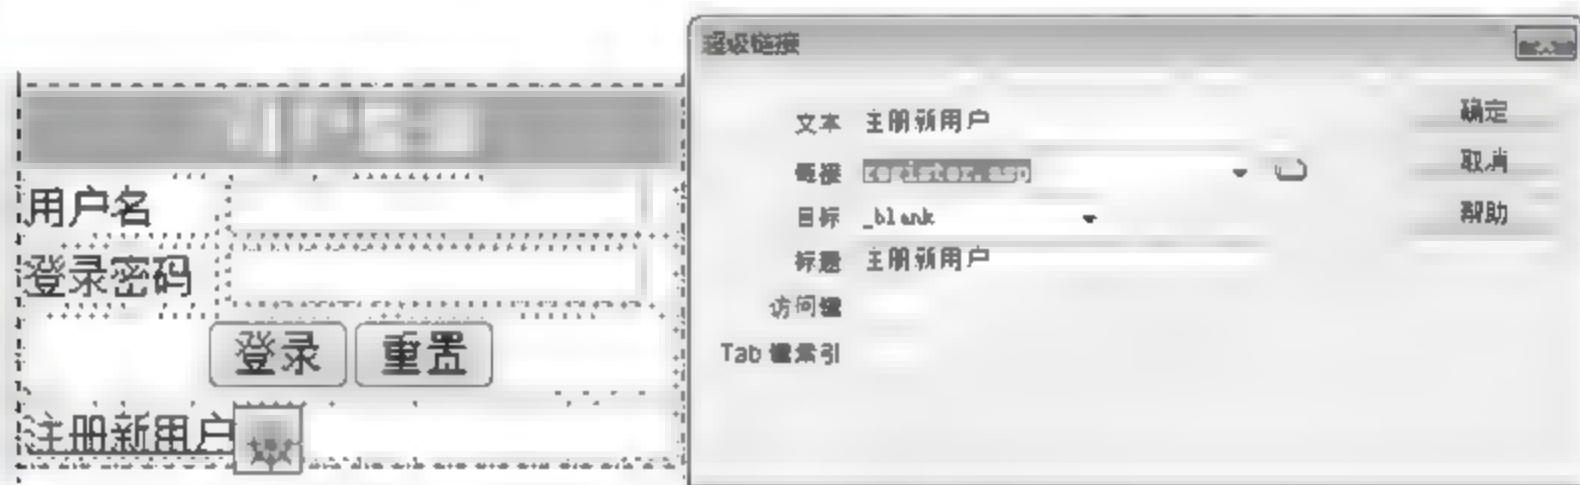 用户名
登录密码
登录 重置
注册新用户
超级链接
文本 主册新用户
链接 register.asp
目标 _blank
标题 主册新用户
访问键
Tab 键索引
确定
取消
帮助